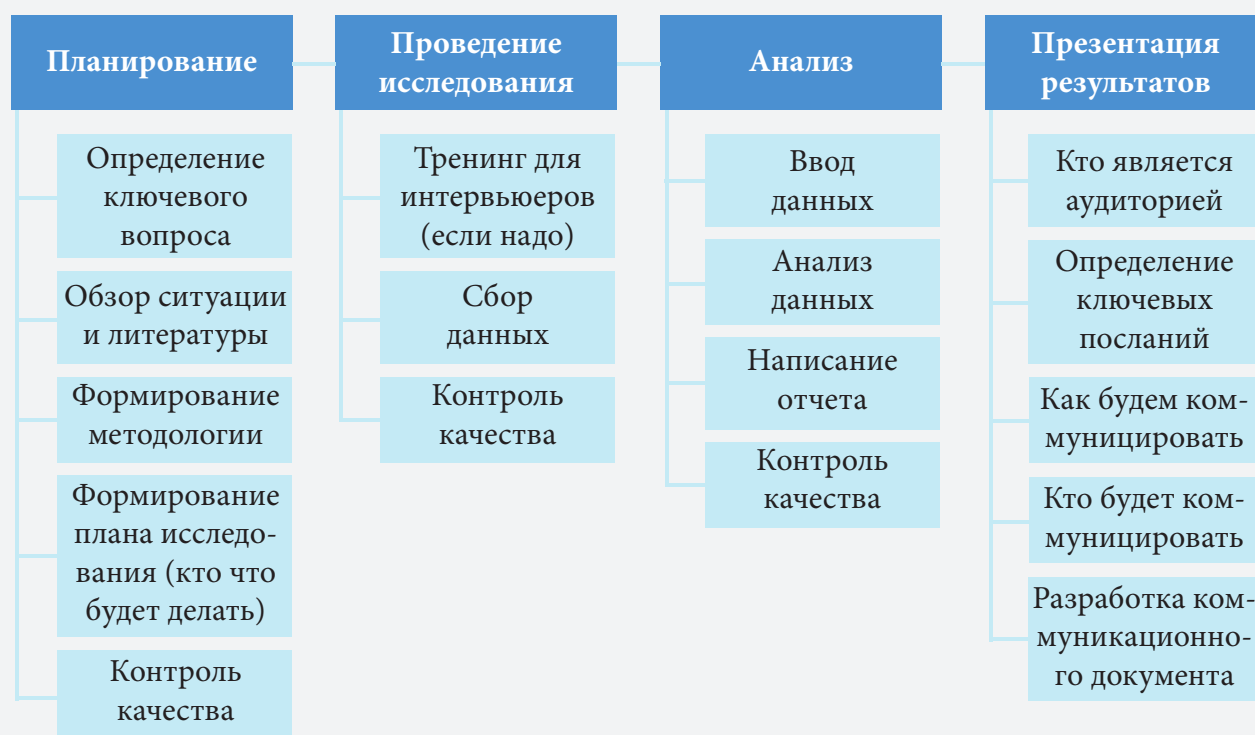 Планирование
Определение
ключевого
вопроса
Обзор ситуации
и литературы
Формирование
методологии
Формирование
плана исследо-
вания (кто что
будет делать)
Контроль
качества
Проведение
исследования
Тренинг для
интервьюеров
(если надо)
Сбор
данных
Контроль
качества
Анализ
Ввод
данных
Анализ
данных
Написание
отчета
Контроль
качества
Презентация
результатов
Кто является
аудиторией
Определение
ключевых
посланий
Как будем ком-
муницировать
Кто будет ком-
муницировать
Разработка ком-
муникационно-
го документа